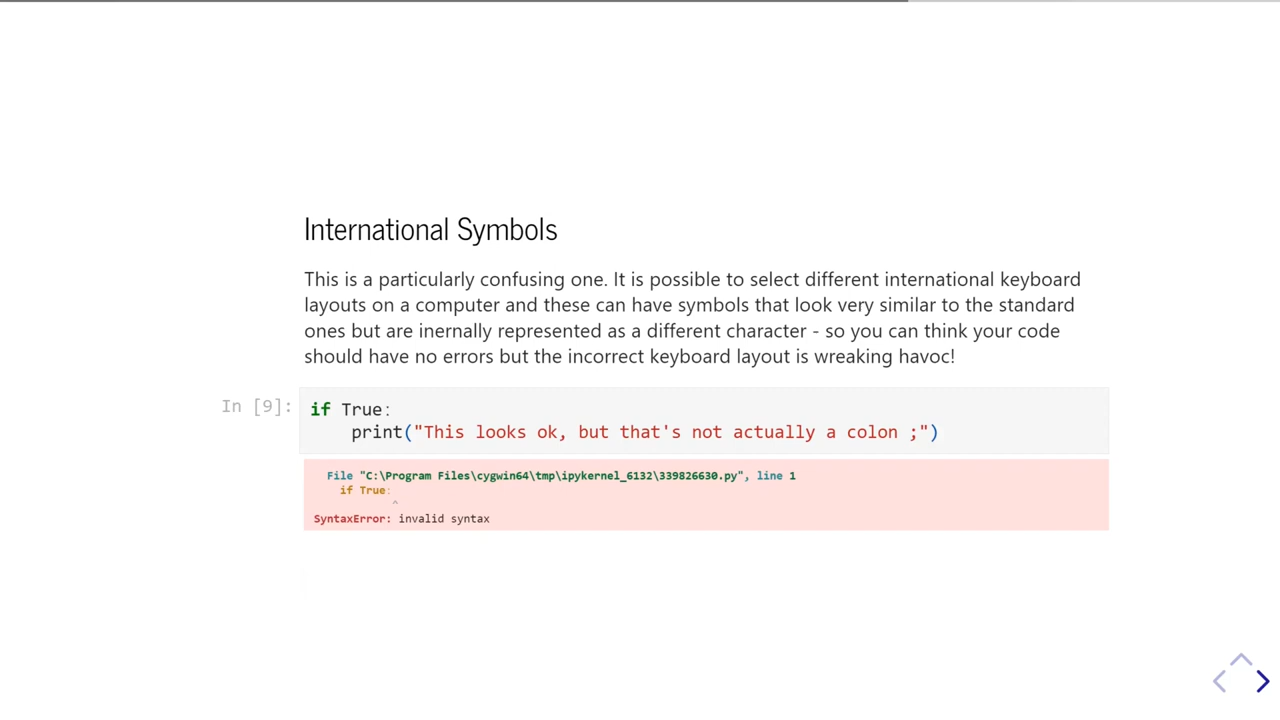 International Symbols
This is a particularly confusing one. It is possible to select different international keyboard
layouts on a computer and these can have symbols that look very similar to the standard
ones but are inernally represented as a different character - so you can think your code
should have no errors but the incorrect keyboard layout is wreaking havoc!
In [9]:
if True:
    print("This looks ok, but that's not actually a colon ;")
File "C:\Program Files\cygwin64\tmp\ipykernel_6132\339826630.py", line 1
if True:
^
SyntaxError: invalid syntax